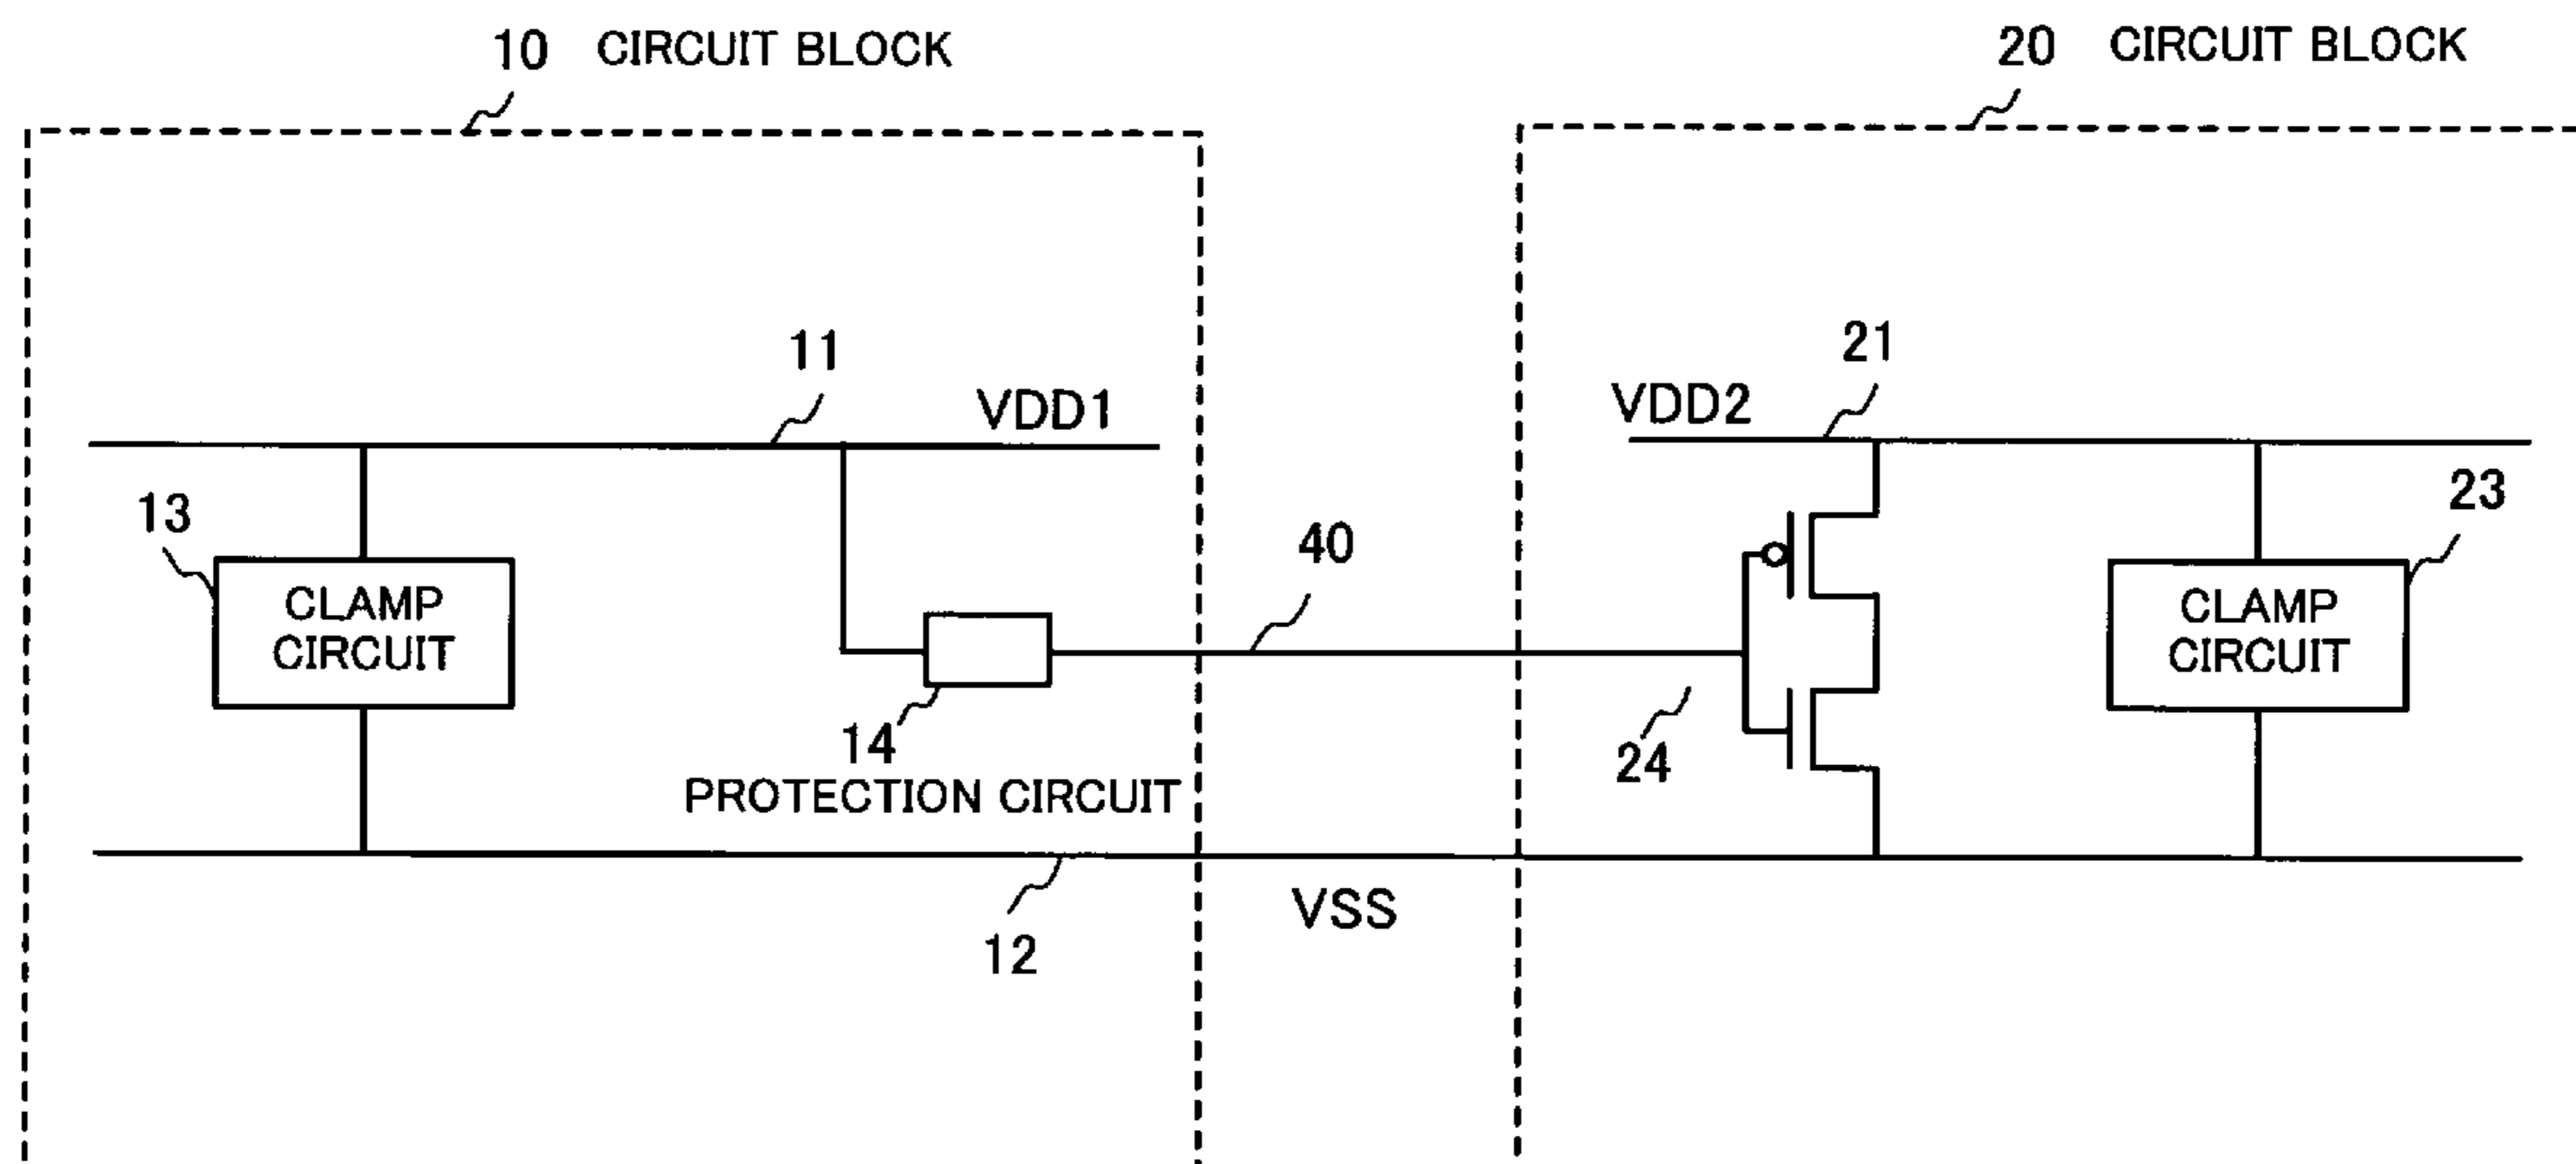 10 CIRCUIT BLOCK
20 CIRCUIT BLOCK
11
VDD1
VDD2
21
13
CLAMP
CIRCUIT
40
23
CLAMP
CIRCUIT
14
PROTECTION CIRCUIT
24
12
VSS